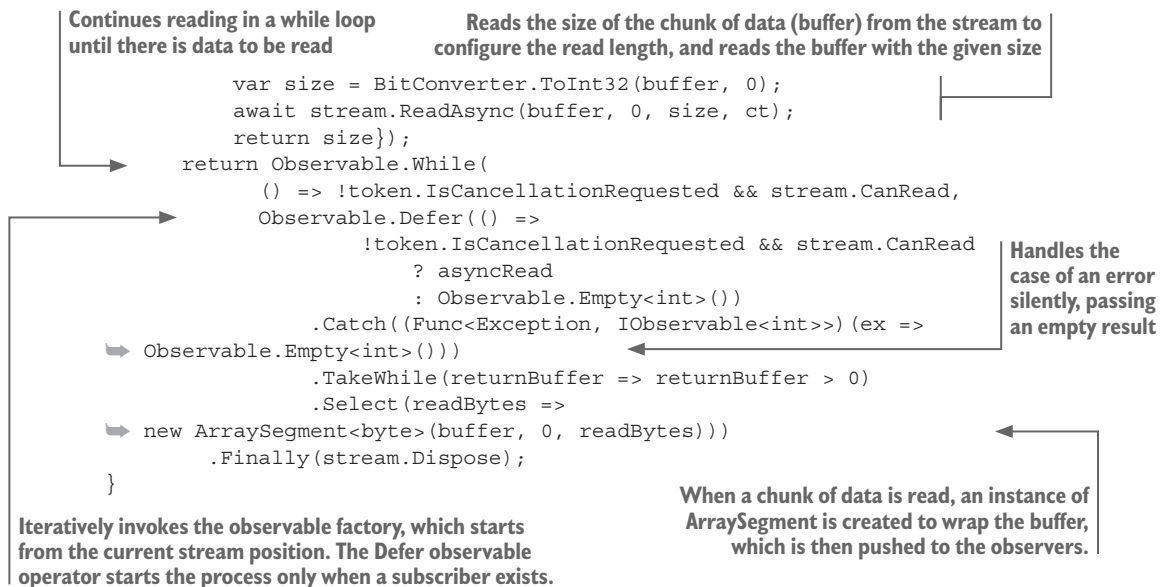 Continues reading in a while loop
until there is data to be read
Reads the size of the chunk of data (buffer) from the stream to
configure the read length, and reads the buffer with the given size
var size = BitConverter.ToInt32(buffer, 0);
await stream.ReadAsync(buffer, 0, size, ct);
return size});
return Observable.While(
() => !token.IsCancellationRequested && stream.CanRead,
Observable.Defer(() =>
!token.IsCancellationRequested && stream.CanRead
? asyncRead
: Observable.Empty<int>())
Handles the
case of an error
silently, passing
an empty result
.Catch((Func<Exception, IObservable<int>>)(ex =>
Observable.Empty<int>()))
.TakeWhile(returnBuffer => returnBuffer > 0)
.Select(readBytes =>
new ArraySegment<byte>(buffer, 0, readBytes)))
.Finally(stream.Dispose);
}
When a chunk of data is read, an instance of
ArraySegment is created to wrap the buffer,
which is then pushed to the observers.
Iteratively invokes the observable factory, which starts
from the current stream position. The Defer observable
operator starts the process only when a subscriber exists.